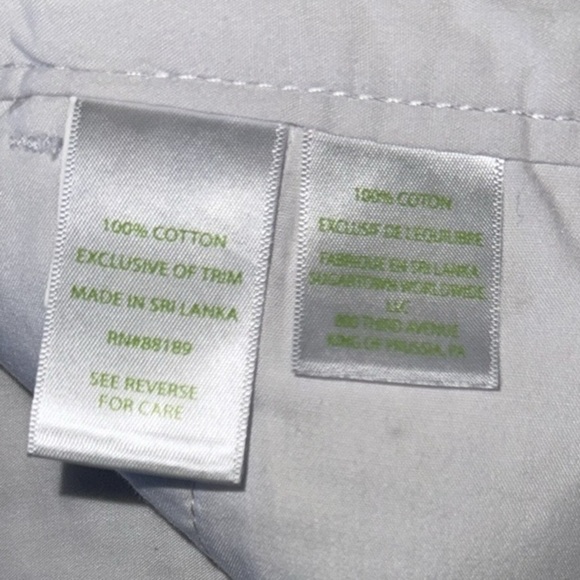 100% COTTON
EXCLUSIVE OF TRIM
MADE IN SRI LANKA
RN#88189
SEE REVERSE
FOR CARE
100% COTON
EXCLUSIF DE L'EQUILIBRE
FABRIQUE EN SRI LANKA
SUGARTOWN WORLDWIDE
LLC
800 THIRD AVENUE
KING OF PRUSSIA, PA